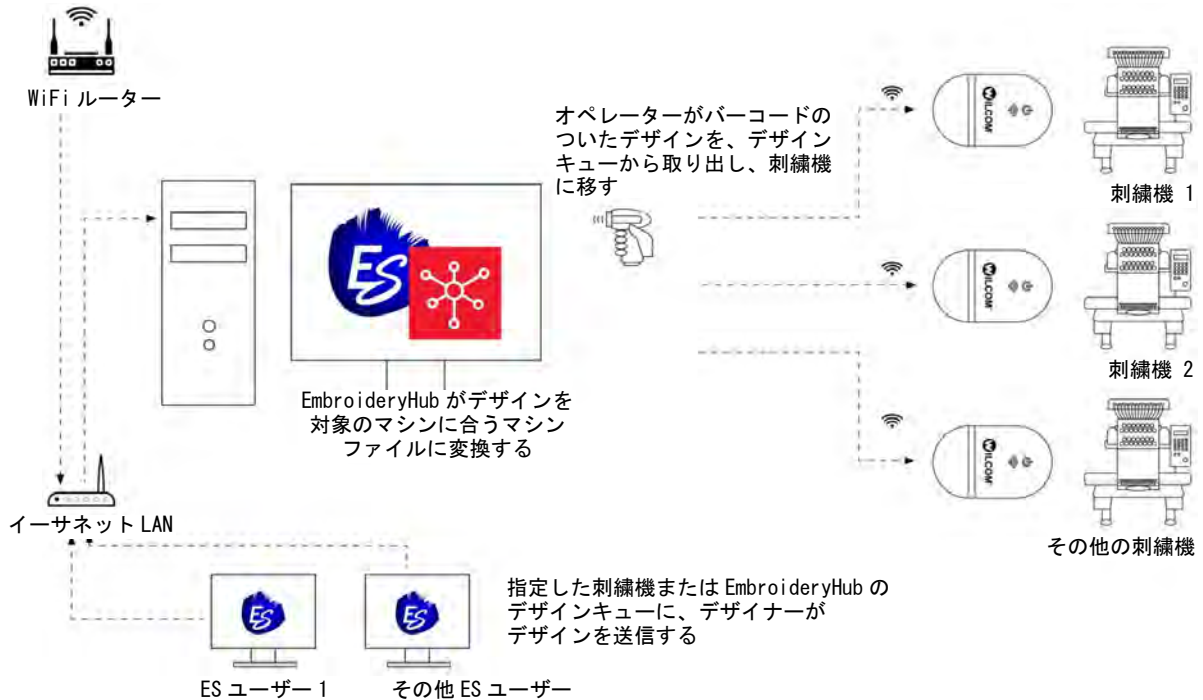 WiFi ルーター
オペレーターがバーコードの
ついたデザインを、デザイン
キューから取り出し、刺繍機
に移す
WILCOM
刺繍機 1
ES
WILCOM
刺繍機 2
EmbroideryHub がデザインを
対象のマシンに合うマシン
ファイルに変換する
WILCOM
その他の刺繍機
イーサネット LAN
指定した刺繍機または EmbroideryHub の
デザインキューに、デザイナーが
デザインを送信する
ES
ES
ES ユーザー 1
その他 ES ユーザー